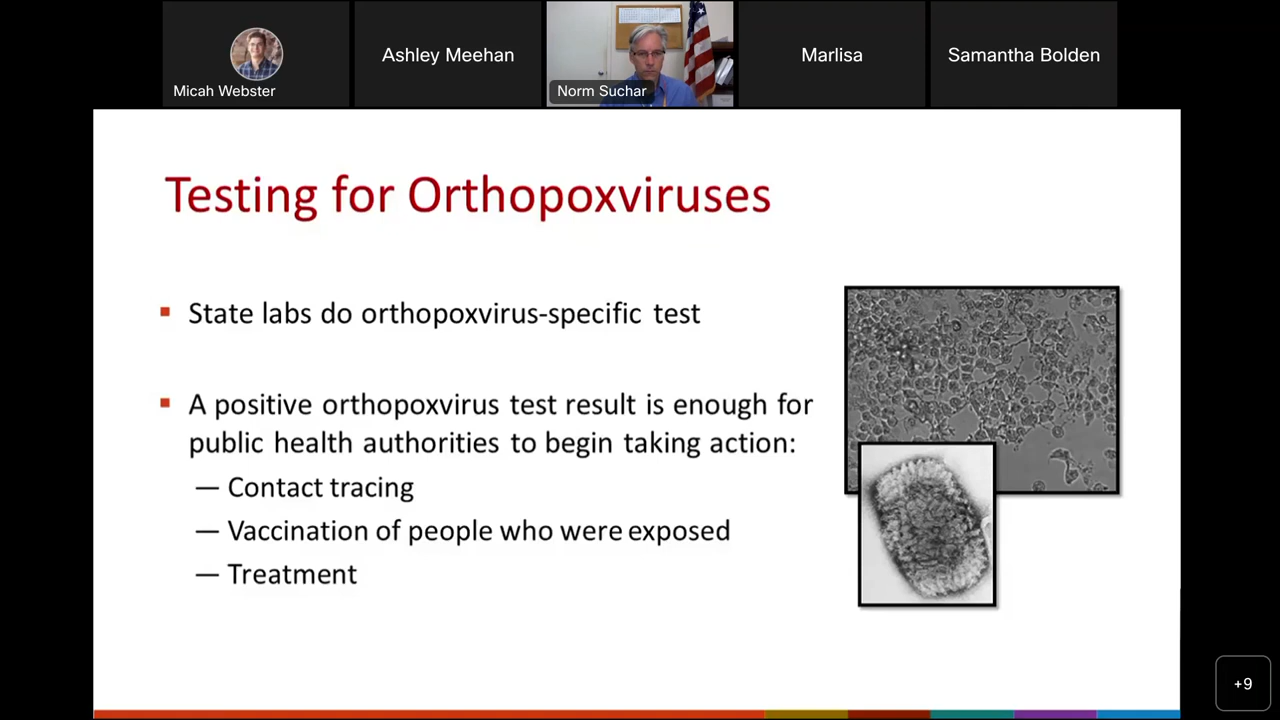 Micah Webster
Ashley Meehan
Norm Suchar
Marlisa
Samantha Bolden
Testing for Orthopoxviruses
▪ State labs do orthopoxvirus-specific test
▪ A positive orthopoxvirus test result is enough for
public health authorities to begin taking action:
— Contact tracing
— Vaccination of people who were exposed
— Treatment
+9